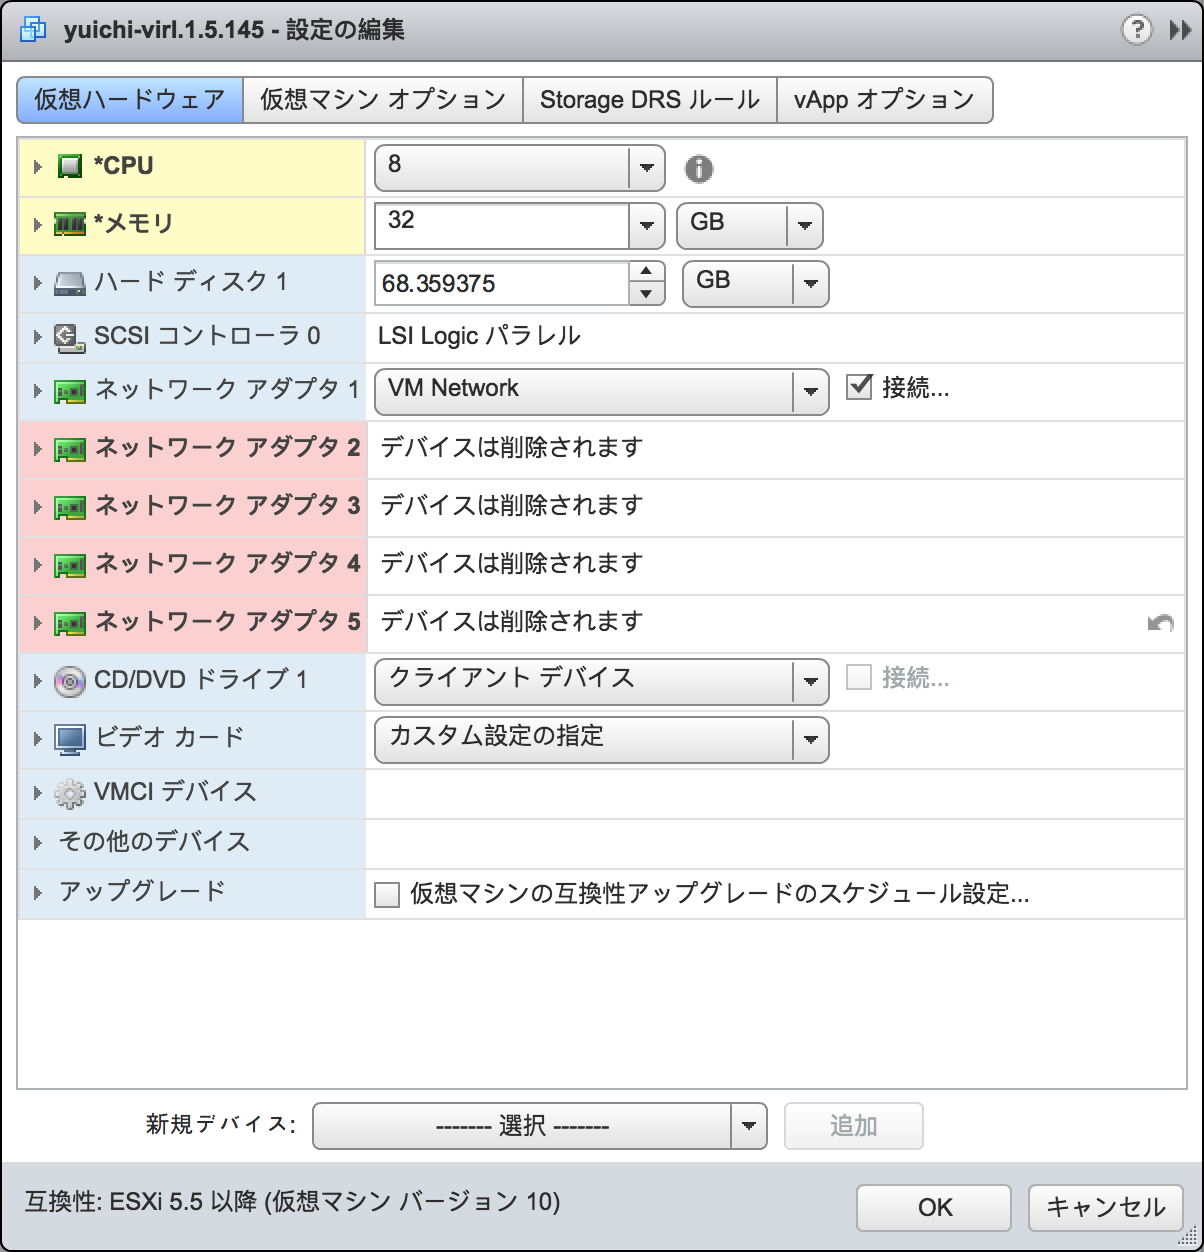 yuichi-virl.1.5.145 - 設定の編集
仮想ハードウェア 仮想マシン オプション Storage DRS ルール vApp オプション
*CPU 8
*メモリ 32 GB
ハード ディスク 1 68.359375 GB
SCSI コントローラ 0 LSI Logic パラレル
ネットワーク アダプタ 1 VM Network 接続...
ネットワーク アダプタ 2 デバイスは削除されます
ネットワーク アダプタ 3 デバイスは削除されます
ネットワーク アダプタ 4 デバイスは削除されます
ネットワーク アダプタ 5 デバイスは削除されます
CD/DVD ドライブ 1 クライアント デバイス 接続...
ビデオ カード カスタム設定の指定
VMCI デバイス
その他のデバイス
アップグレード 仮想マシンの互換性アップグレードのスケジュール設定...
新規デバイス: ------- 選択 ------- 追加
互換性: ESXi 5.5 以降 (仮想マシン バージョン 10) OK キャンセル